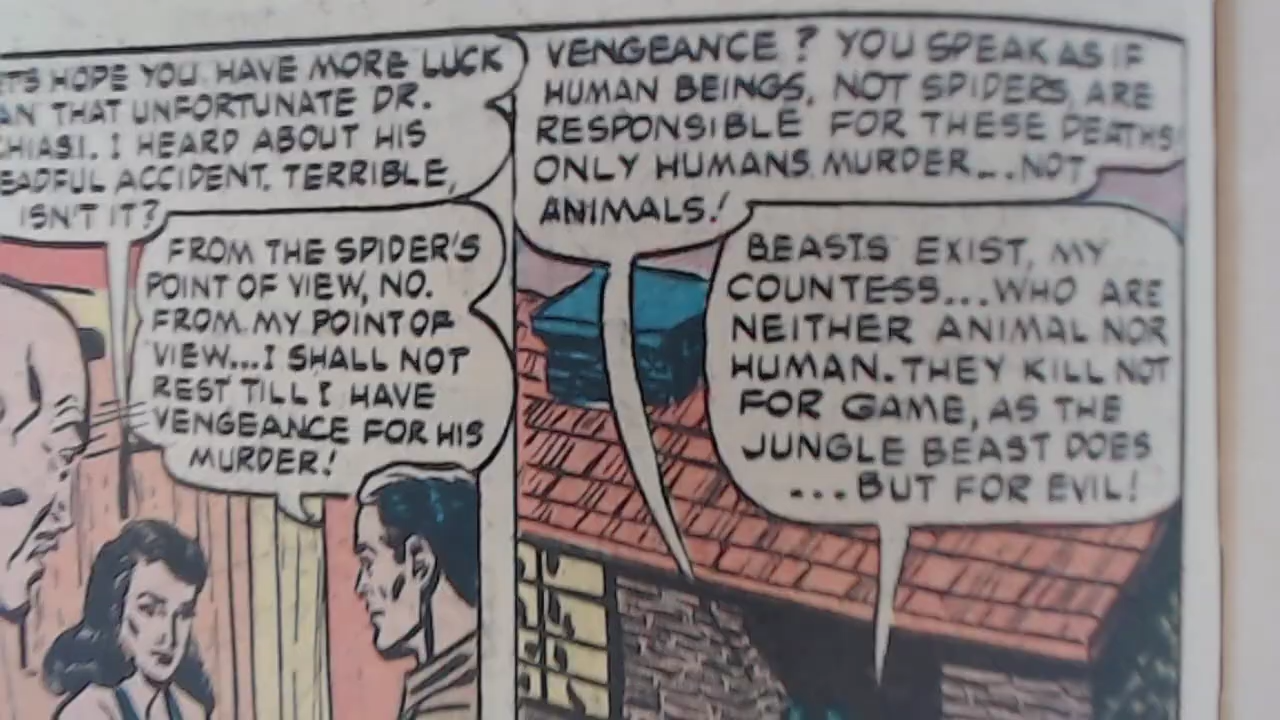 HOPE YOU HAVE MORE LUCK
THAT UNFORTUNATE DR.
I HEARD ABOUT HIS
ACCIDENT. TERRIBLE,
ISN'T IT?
FROM THE SPIDER'S
POINT OF VIEW, NO.
FROM MY POINT OF
VIEW...I SHALL NOT
REST TILL I HAVE
VENGEANCE FOR HIS
MURDER!
VENGEANCE? YOU SPEAK AS IF
HUMAN BEINGS, NOT SPIDERS, ARE
RESPONSIBLE FOR THESE DEATHS!
ONLY HUMANS MURDER....NOT
ANIMALS!
BEASTS EXIST, MY
COUNTESS...WHO ARE
NEITHER ANIMAL NOR
HUMAN. THEY KILL NOT
FOR GAME, AS THE
JUNGLE BEAST DOES
...BUT FOR EVIL!